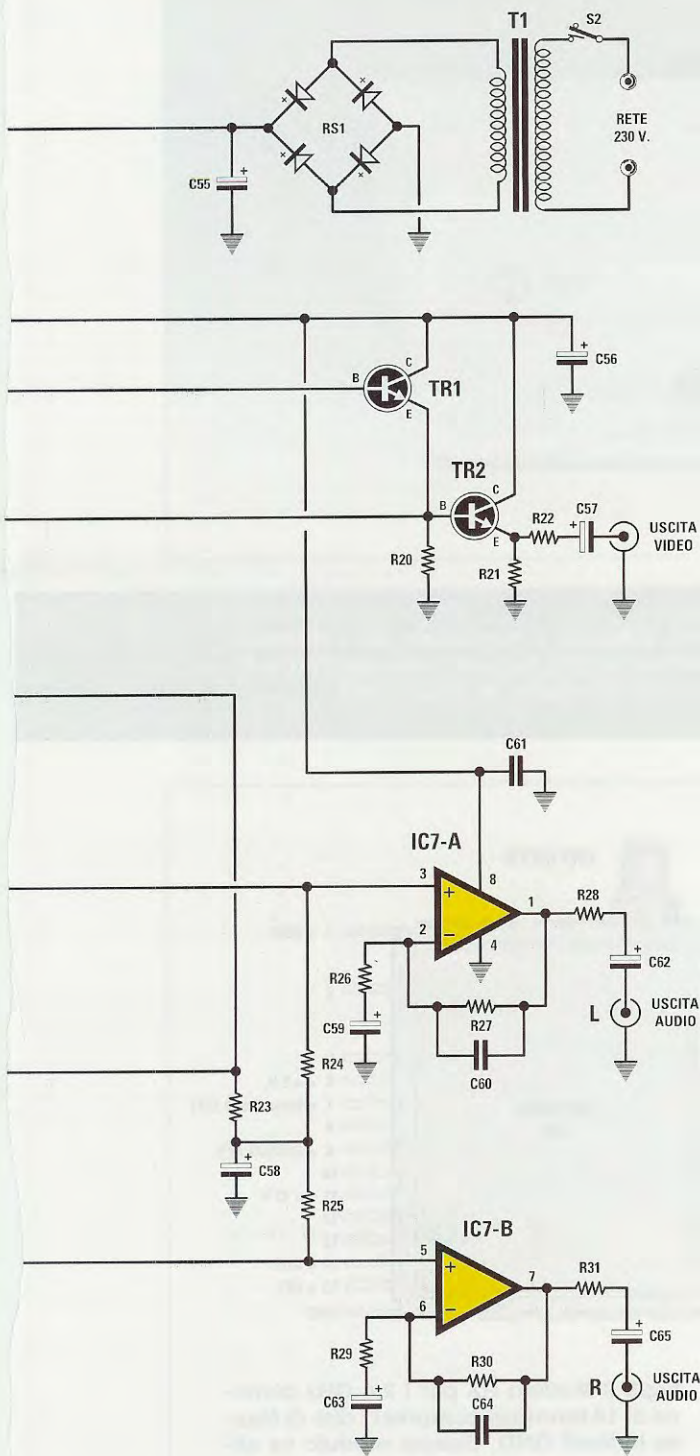 T1
S2
RS1
RETE
230 V.
C55
+
C56
+
B
C
E
TR1
TR2
B
C
E
R22
C57
+
USCITA
VIDEO
R20
R21
C61
IC7-A
3
+
8
1
2
−
4
R28
R26
C59
+
R27
C60
C62
+
L
USCITA
AUDIO
R24
R23
C58
+
R25
IC7-B
5
+
7
6
−
R31
R29
C63
+
R30
C64
C65
+
R
USCITA
AUDIO